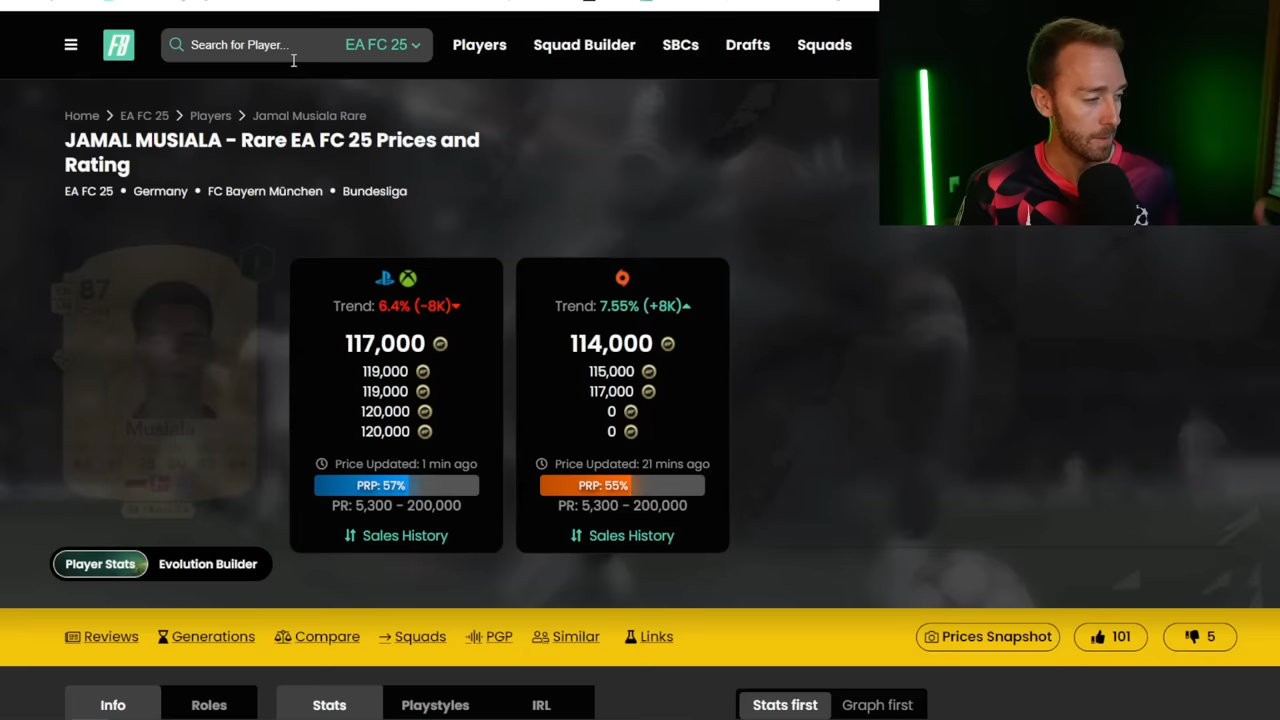 Search for Player...
EA FC 25
Players
Squad Builder
SBCs
Drafts
Squads
Home
EA FC 25
Players
Jamal Musiala Rare
JAMAL MUSIALA - Rare EA FC 25 Prices and
Rating
EA FC 25 • Germany • FC Bayern München • Bundesliga
87
Musiala
Trend: 6.4% (-8K)
117,000
119,000
119,000
120,000
120,000
Price Updated: 1 min ago
PRP: 57%
PR: 5,300 - 200,000
Sales History
Trend: 7.55% (+8K)
114,000
115,000
117,000
0
0
Price Updated: 21 mins ago
PRP: 55%
PR: 5,300 - 200,000
Sales History
Player Stats
Evolution Builder
Reviews
Generations
Compare
Squads
PGP
Similar
Links
Prices Snapshot
101
5
Info
Roles
Stats
Playstyles
IRL
Stats first
Graph first